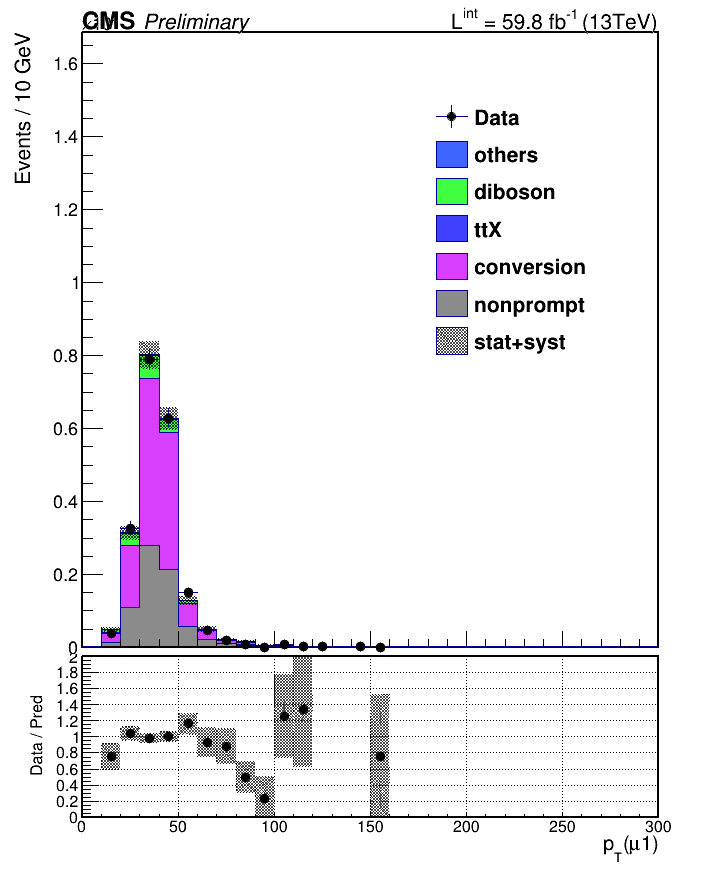 CMS Preliminary L^int = 59.8 fb^-1 (13TeV)
Events / 10 GeV
1.6
1.4
1.2
1
0.8
0.6
0.4
0.2
0
Data
others
diboson
ttX
conversion
nonprompt
stat+syst
Data / Pred
2
1.8
1.6
1.4
1.2
1
0.8
0.6
0.4
0.2
0
0 50 100 150 200 250 300
p_T(μ1)